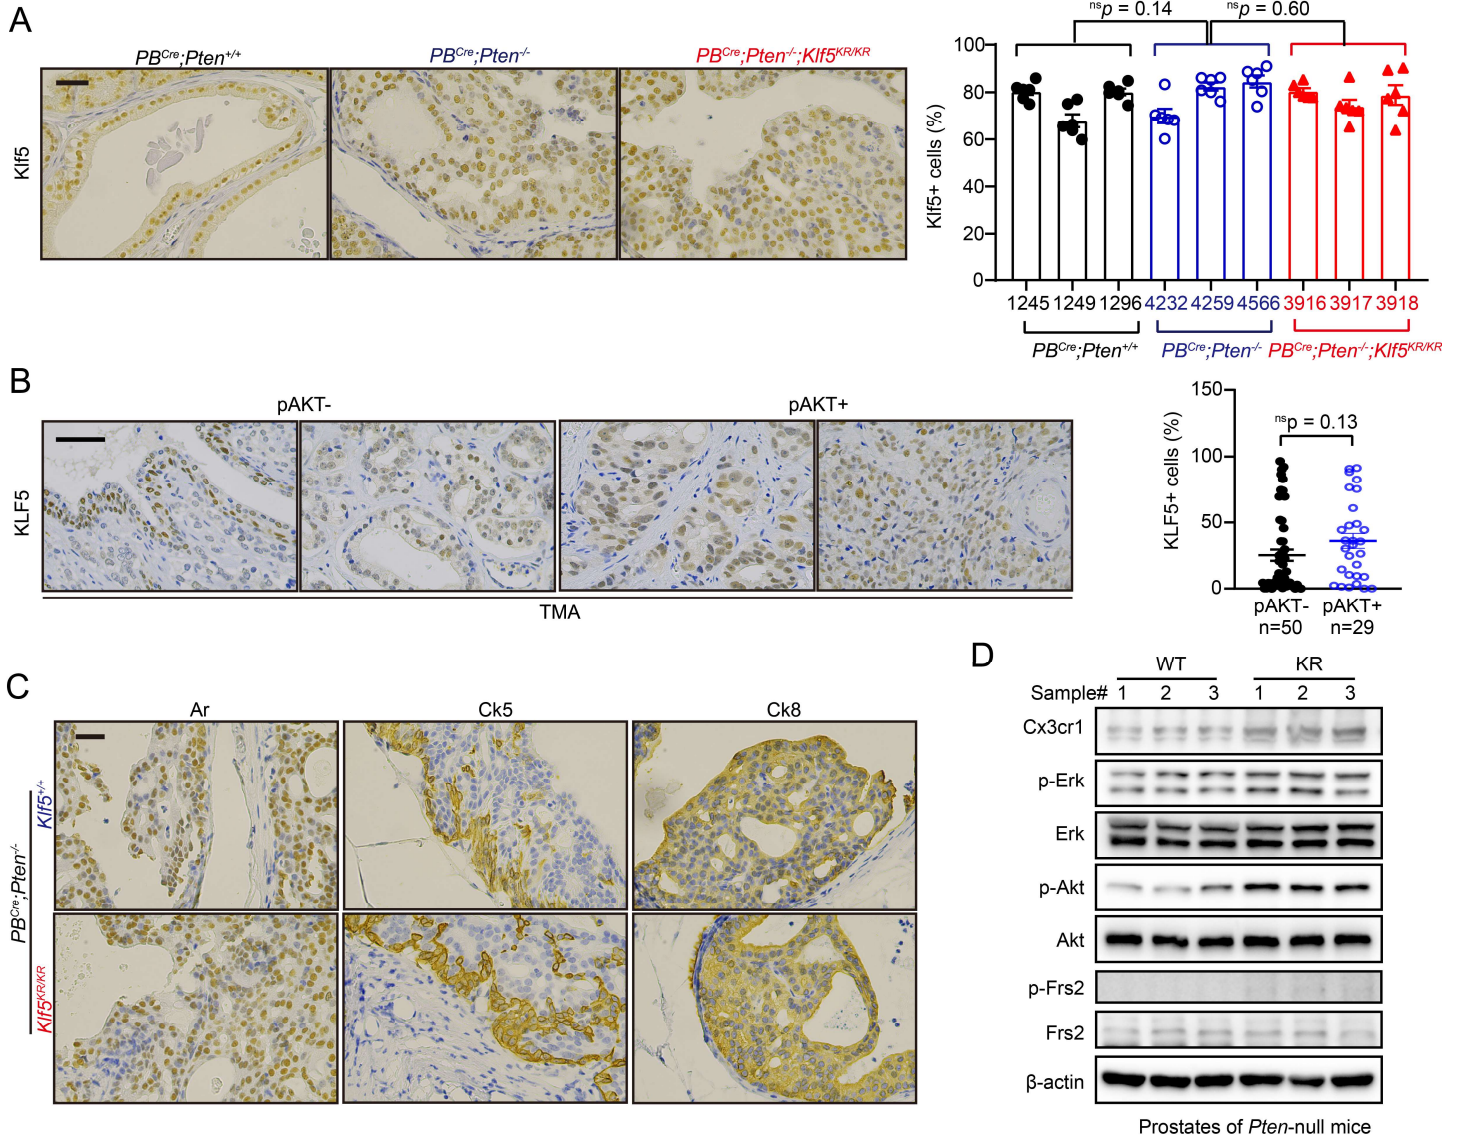 A
PBCre;Pten+/+
PBCre;Pten-/-
PBCre;Pten-/-;Klf5KR/KR
Klf5
nsp = 0.14
nsp = 0.60
Klf5+ cells (%)
100
80
60
40
20
0
1245 1249 1296 4232 4259 4566 3916 3917 3918
PBCre;Pten+/+ PBCre;Pten-/- PBCre;Pten-/-;Klf5KR/KR
B
pAKT-
pAKT+
KLF5
TMA
KLF5+ cells (%)
150
100
50
0
nsp = 0.13
pAKT- pAKT+
n=50 n=29
C
Ar
Ck5
Ck8
PBCre;Pten-/-
Klf5+/+
Klf5KR/KR
D
WT
KR
Sample# 1 2 3 1 2 3
Cx3cr1
p-Erk
Erk
p-Akt
Akt
p-Frs2
Frs2
β-actin
Prostates of Pten-null mice